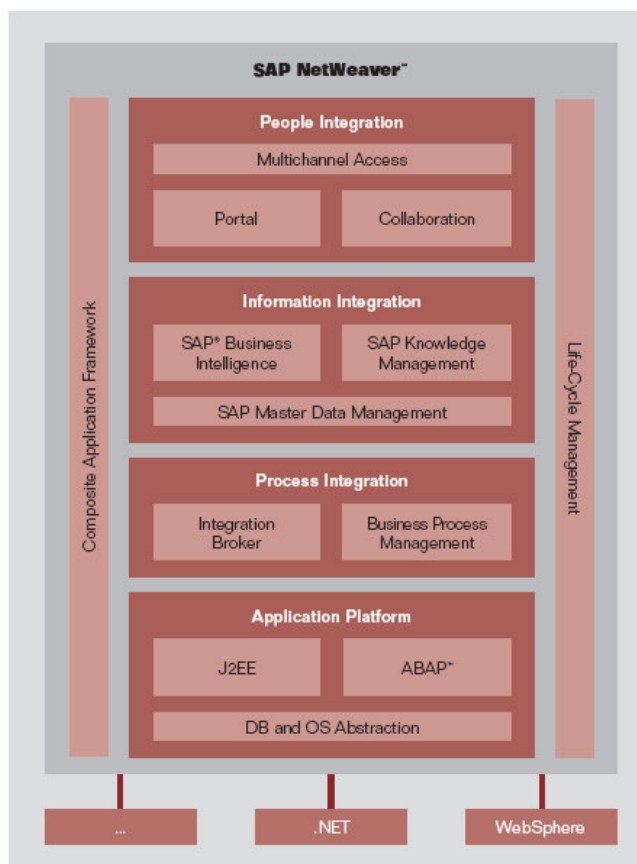 SAP NetWeaver™
Composite Application Framework
People Integration
Multichannel Access
Portal
Collaboration
Information Integration
SAP® Business
Intelligence
SAP Knowledge
Management
SAP Master Data Management
Process Integration
Integration
Broker
Business Process
Management
Application Platform
J2EE
ABAP™
DB and OS Abstraction
Life-Cycle Management
...
.NET
WebSphere